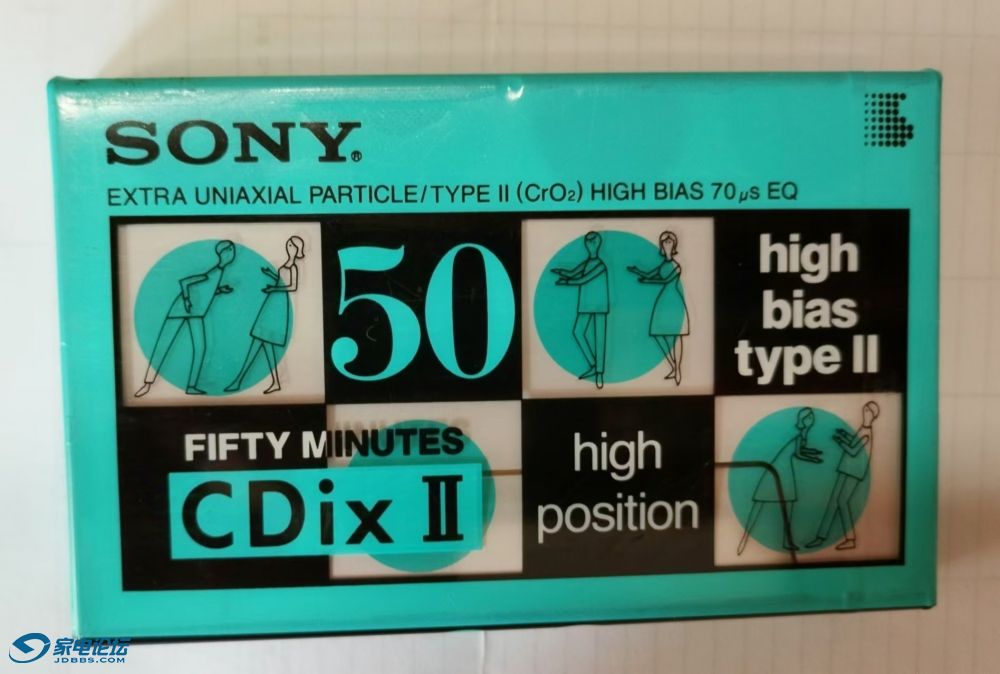 SONY®
EXTRA UNIAXIAL PARTICLE/TYPE II (CrO₂) HIGH BIAS 70μs EQ
50
high
bias
type II
FIFTY MINUTES
CDix II
high
position
家电论坛
JDBBS.COM